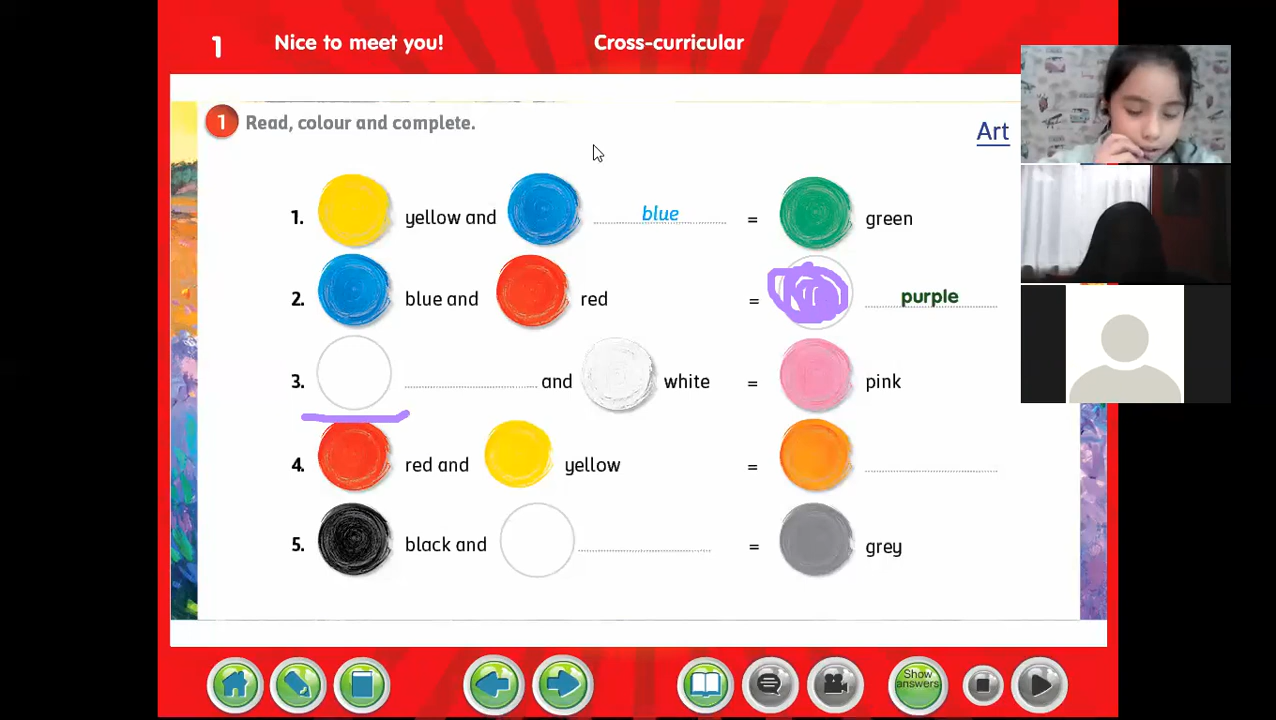 1 Nice to meet you! Cross-curricular
1 Read, colour and complete.
Art
1. yellow and blue = green
2. blue and red = purple
3. and white = pink
4. red and yellow =
5. black and = grey
Show
answers